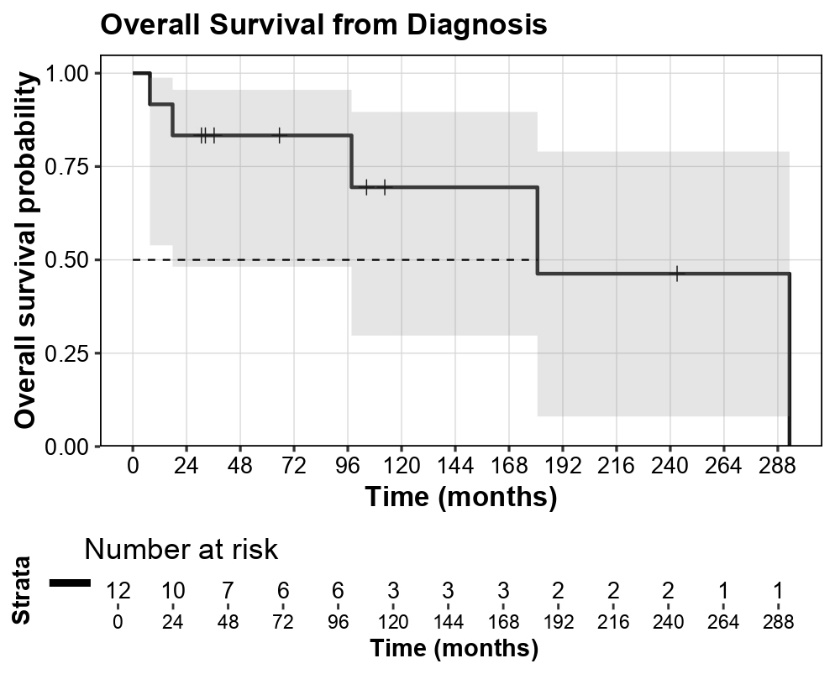 Overall Survival from Diagnosis
Overall survival probability
1.00
0.75
0.50
0.25
0.00
0 24 48 72 96 120 144 168 192 216 240 264 288
Time (months)
Number at risk
Strata
12 10 7 6 6 3 3 3 2 2 2 1 1
0 24 48 72 96 120 144 168 192 216 240 264 288
Time (months)